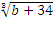 ∛(b + 34)